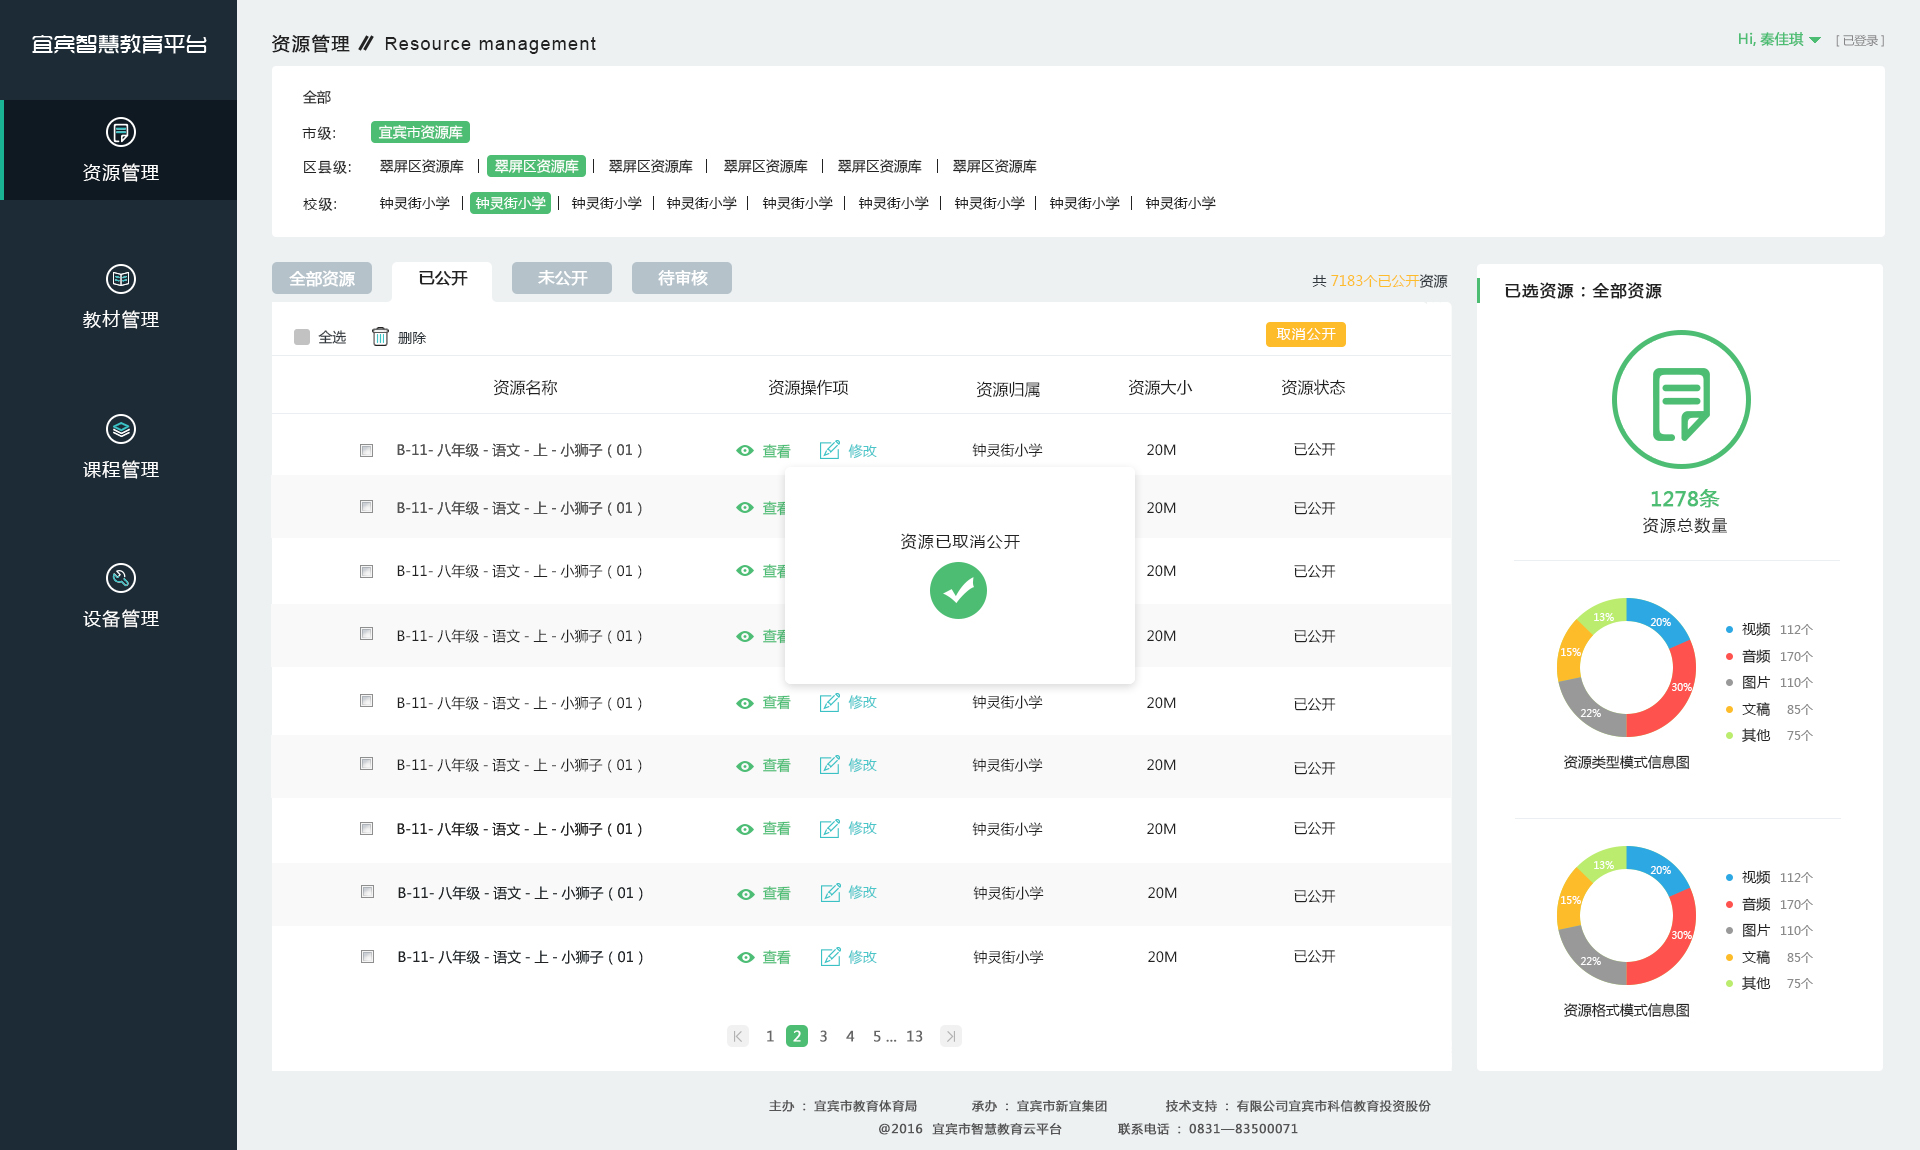 宜宾智慧教育平台
资源管理
教材管理
课程管理
设备管理
资源管理 // Resource management
Hi, 秦佳琪 [ 已登录 ]
全部
市级: 宜宾市资源库
区县级: 翠屏区资源库 | 翠屏区资源库 | 翠屏区资源库 | 翠屏区资源库 | 翠屏区资源库 | 翠屏区资源库
校级: 钟灵街小学 | 钟灵街小学 | 钟灵街小学 | 钟灵街小学 | 钟灵街小学 | 钟灵街小学 | 钟灵街小学 | 钟灵街小学 | 钟灵街小学
全部资源 已公开 未公开 待审核
共 7183个已公开资源
全选 删除 取消公开
资源名称 资源操作项 资源归属 资源大小 资源状态
B-11- 八年级 - 语文 - 上 - 小狮子 ( 01 ) 查看 修改 钟灵街小学 20M 已公开
B-11- 八年级 - 语文 - 上 - 小狮子 ( 01 ) 查看 20M 已公开
B-11- 八年级 - 语文 - 上 - 小狮子 ( 01 ) 查看 20M 已公开
B-11- 八年级 - 语文 - 上 - 小狮子 ( 01 ) 查看 20M 已公开
B-11- 八年级 - 语文 - 上 - 小狮子 ( 01 ) 查看 修改 钟灵街小学 20M 已公开
B-11- 八年级 - 语文 - 上 - 小狮子 ( 01 ) 查看 修改 钟灵街小学 20M 已公开
B-11- 八年级 - 语文 - 上 - 小狮子 ( 01 ) 查看 修改 钟灵街小学 20M 已公开
B-11- 八年级 - 语文 - 上 - 小狮子 ( 01 ) 查看 修改 钟灵街小学 20M 已公开
B-11- 八年级 - 语文 - 上 - 小狮子 ( 01 ) 查看 修改 钟灵街小学 20M 已公开
资源已取消公开
1 2 3 4 5 ... 13
已选资源：全部资源
1278条
资源总数量
13% 20% 15% 30% 22%
视频 112个
音频 170个
图片 110个
文稿 85个
其他 75个
资源类型模式信息图
13% 20% 15% 30% 22%
视频 112个
音频 170个
图片 110个
文稿 85个
其他 75个
资源格式模式信息图
主办 ： 宜宾市教育体育局 承办 ： 宜宾市新宜集团 技术支持 ： 有限公司宜宾市科信教育投资股份
@2016 宜宾市智慧教育云平台 联系电话 ： 0831—83500071